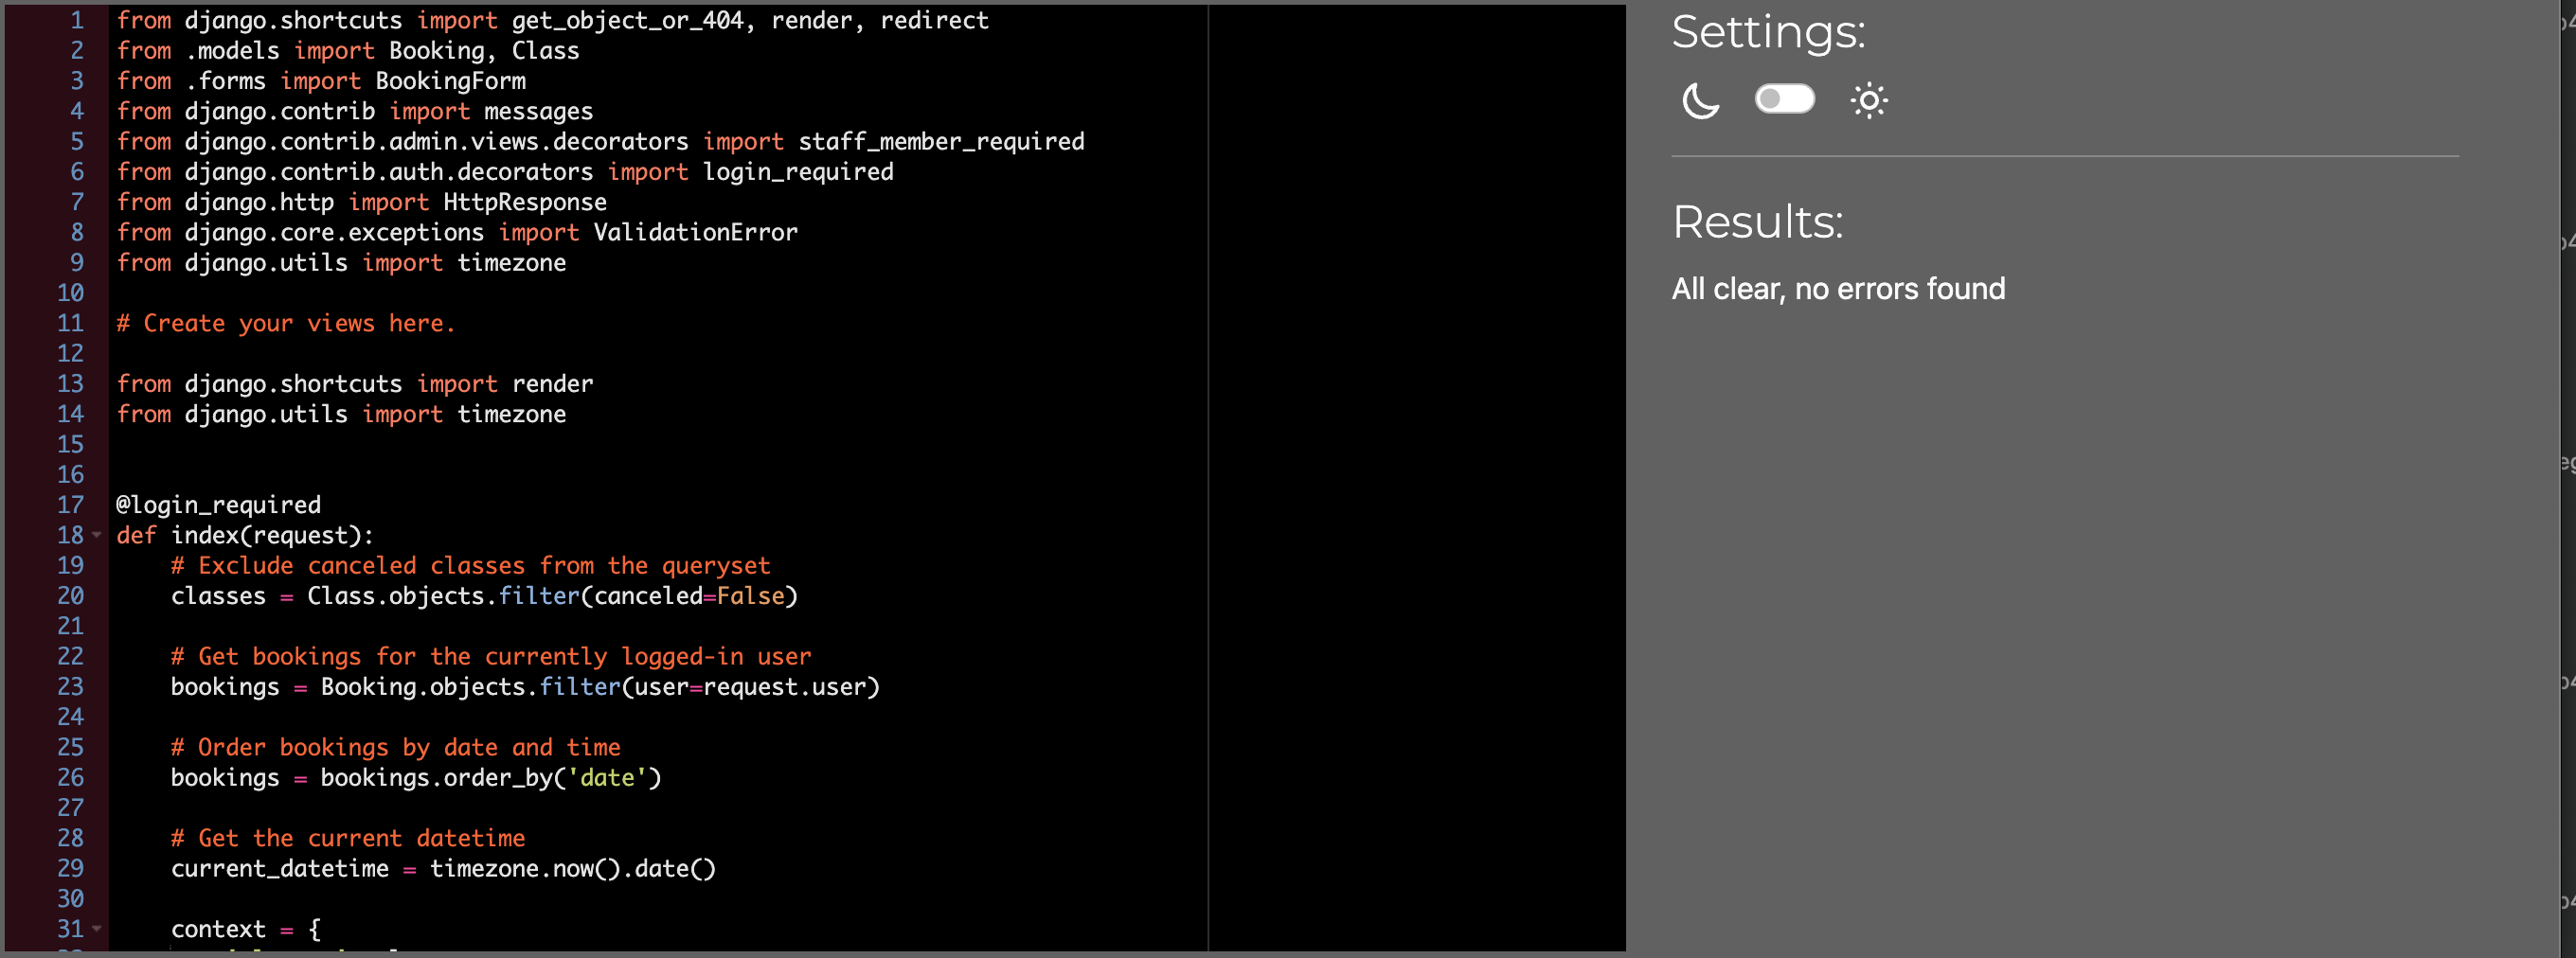 1 from django.shortcuts import get_object_or_404, render, redirect
2 from .models import Booking, Class
3 from .forms import BookingForm
4 from django.contrib import messages
5 from django.contrib.admin.views.decorators import staff_member_required
6 from django.contrib.auth.decorators import login_required
7 from django.http import HttpResponse
8 from django.core.exceptions import ValidationError
9 from django.utils import timezone
10
11 # Create your views here.
12
13 from django.shortcuts import render
14 from django.utils import timezone
15
16
17 @login_required
18 def index(request):
19     # Exclude canceled classes from the queryset
20     classes = Class.objects.filter(canceled=False)
21
22     # Get bookings for the currently logged-in user
23     bookings = Booking.objects.filter(user=request.user)
24
25     # Order bookings by date and time
26     bookings = bookings.order_by('date')
27
28     # Get the current datetime
29     current_datetime = timezone.now().date()
30
31     context = {
Settings:
Results:
All clear, no errors found